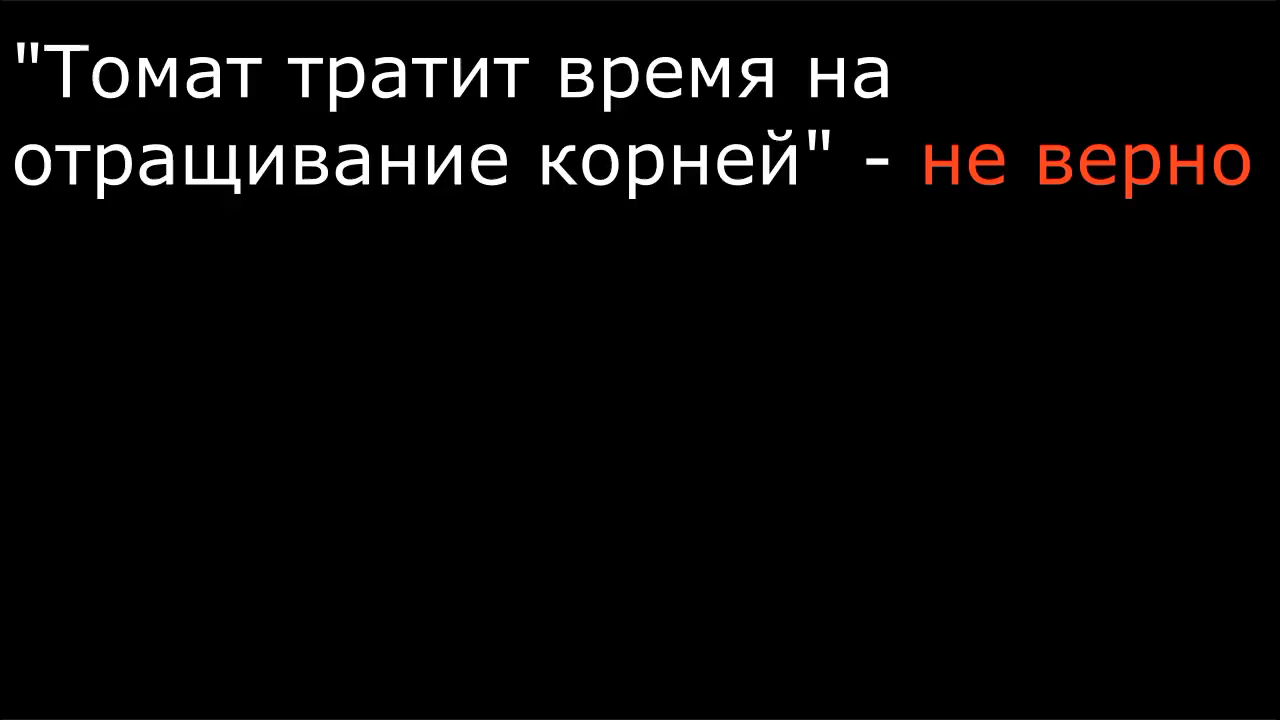 "Томат тратит время на
отращивание корней" - не верно